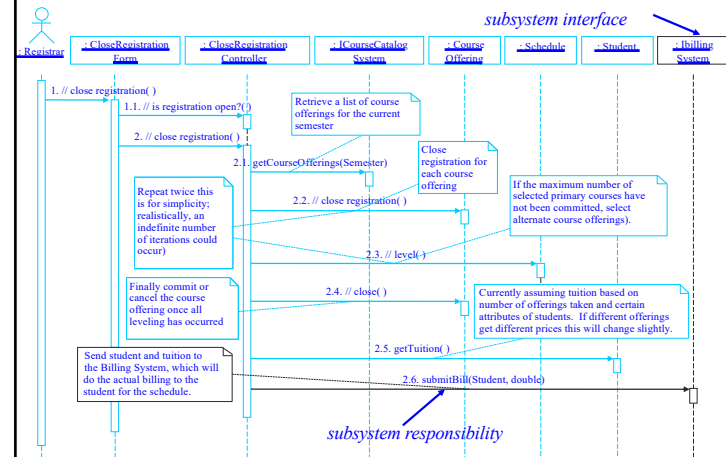 subsystem interface
: Registrar
: CloseRegistration
Form
: CloseRegistration
Controller
: ICourseCatalog
System
: Course
Offering
: Schedule
: Student
: Ibilling
System
1. // close registration( )
1.1. // is registration open?( )
2. // close registration( )
Retrieve a list of course
offerings for the current
semester
2.1. getCourseOfferings(Semester)
Close
registration for
each course
offering
Repeat twice this
is for simplicity;
realistically, an
indefinite number
of iterations could
occur)
2.2. // close registration( )
If the maximum number of
selected primary courses have
not been committed, select
alternate course offerings).
2.3. // level( )
Finally commit or
cancel the course
offering once all
leveling has occurred
2.4. // close( )
Currently assuming tuition based on
number of offerings taken and certain
attributes of students.  If different offerings
get different prices this will change slightly.
2.5. getTuition( )
Send student and tuition to
the Billing System, which will
do the actual billing to the
student for the schedule.
2.6. submitBill(Student, double)
subsystem responsibility